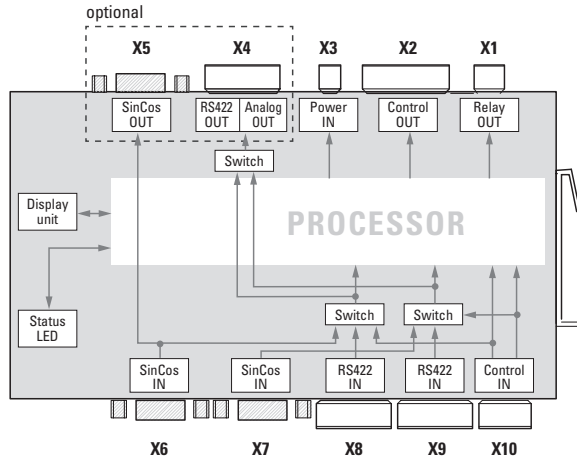 optional
X5 X4 X3 X2 X1
SinCos OUT
RS422 OUT
Analog OUT
Power IN
Control OUT
Relay OUT
Switch
Display unit
PROCESSOR
Status LED
Switch
Switch
SinCos IN
SinCos IN
RS422 IN
RS422 IN
Control IN
X6 X7 X8 X9 X10